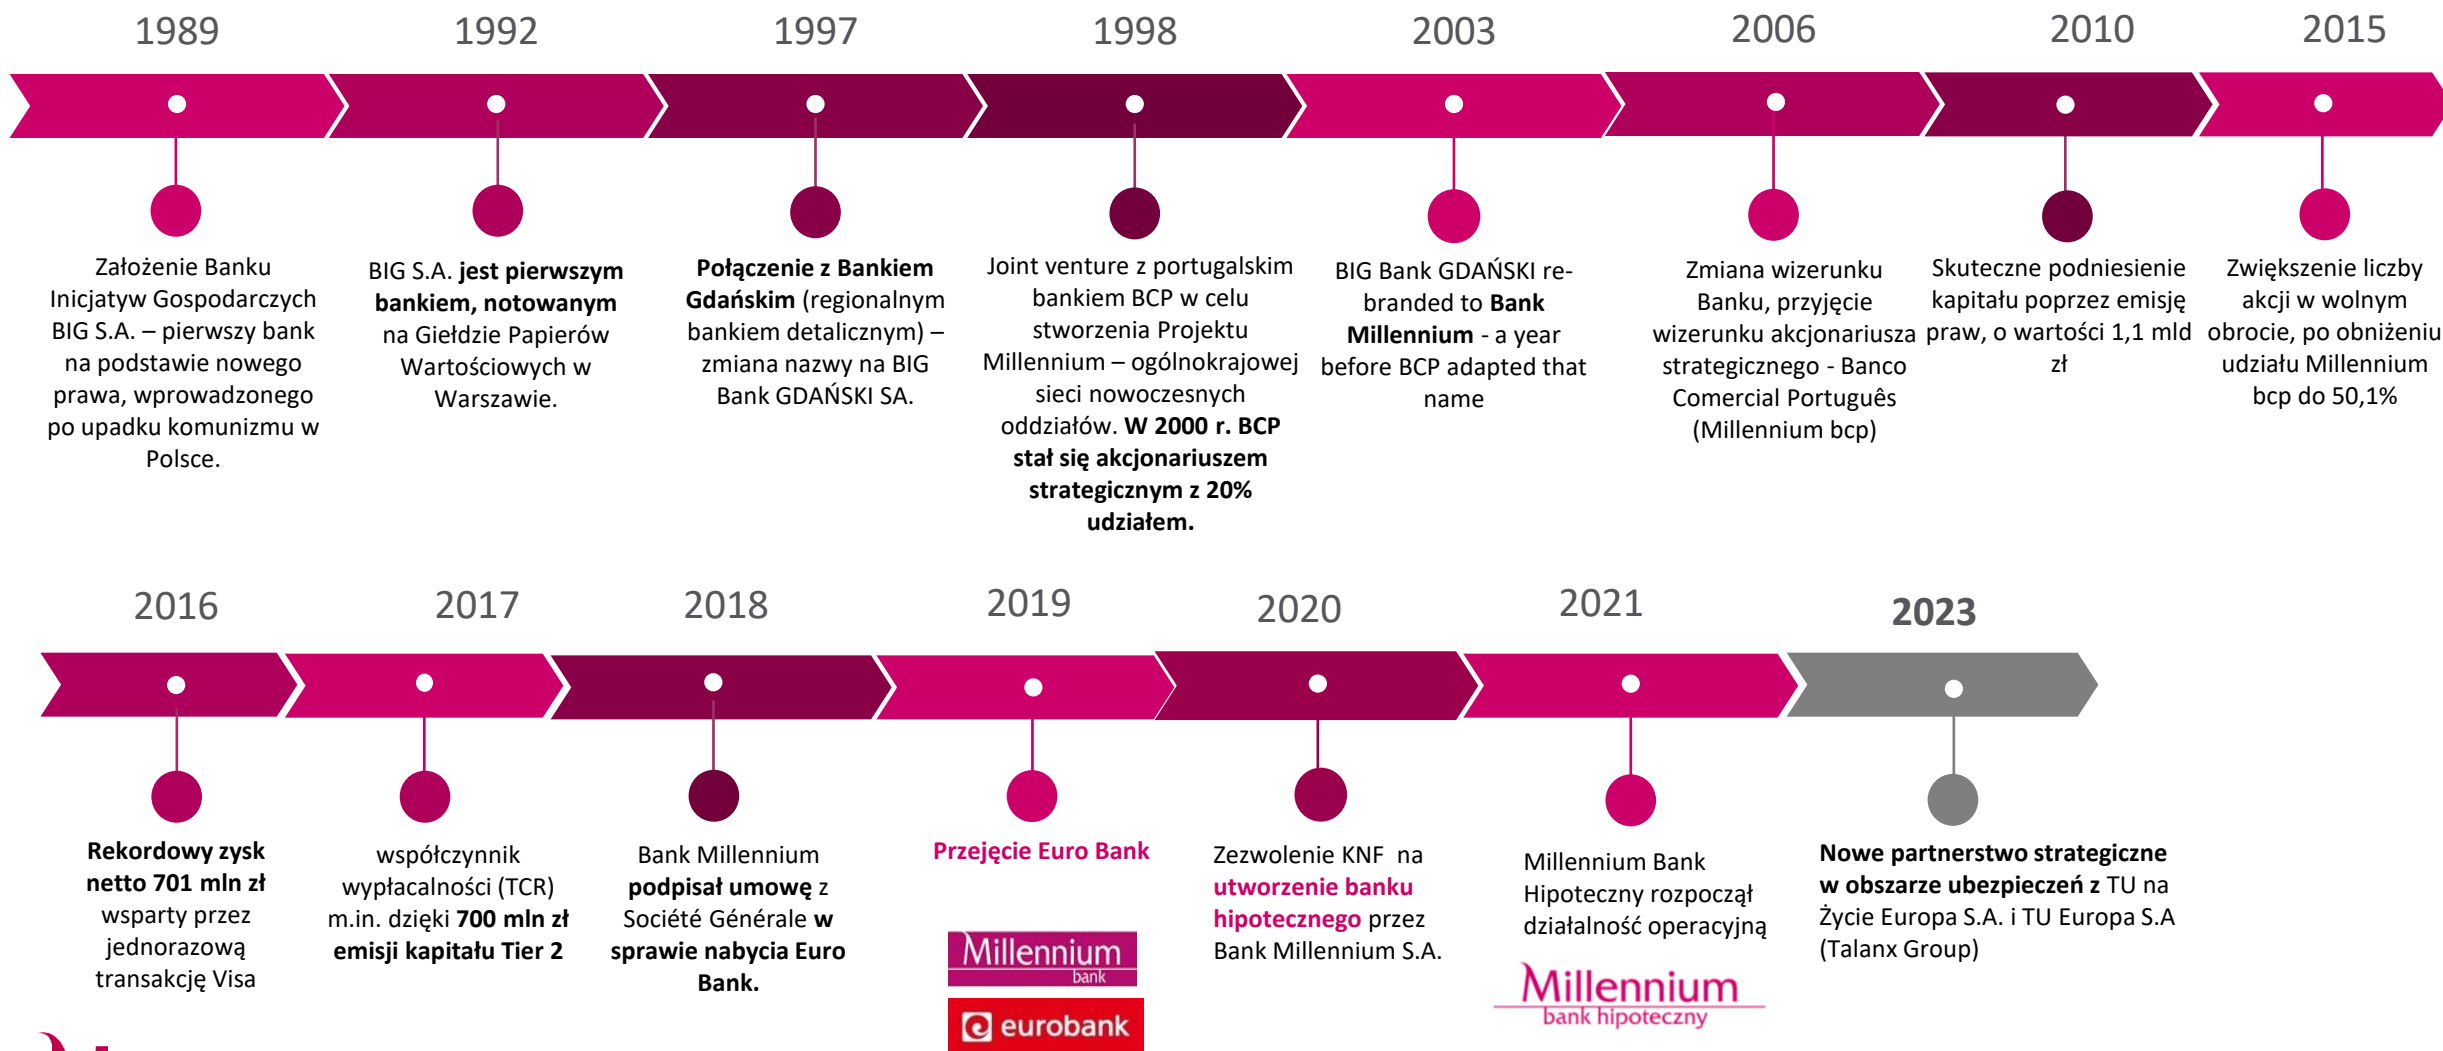 1989
Założenie Banku
Inicjatyw Gospodarczych
BIG S.A. – pierwszy bank
na podstawie nowego
prawa, wprowadzonego
po upadku komunizmu w
Polsce.
1992
BIG S.A. jest pierwszym
bankiem, notowanym
na Giełdzie Papierów
Wartościowych w
Warszawie.
1997
Połączenie z Bankiem
Gdańskim (regionalnym
bankiem detalicznym) –
zmiana nazwy na BIG
Bank GDAŃSKI SA.
1998
Joint venture z portugalskim
bankiem BCP w celu
stworzenia Projektu
Millennium – ogólnokrajowej
sieci nowoczesnych
oddziałów. W 2000 r. BCP
stał się akcjonariuszem
strategicznym z 20%
udziałem.
2003
BIG Bank GDAŃSKI re-
branded to Bank
Millennium - a year
before BCP adapted that
name
2006
Zmiana wizerunku
Banku, przyjęcie
wizerunku akcjonariusza
strategicznego - Banco
Comercial Português
(Millennium bcp)
2010
Skuteczne podniesienie
kapitału poprzez emisję
praw, o wartości 1,1 mld
zł
2015
Zwiększenie liczby
akcji w wolnym
obrocie, po obniżeniu
udziału Millennium
bcp do 50,1%
2016
Rekordowy zysk
netto 701 mln zł
wsparty przez
jednorazową
transakcję Visa
2017
współczynnik
wypłacalności (TCR)
m.in. dzięki 700 mln zł
emisji kapitału Tier 2
2018
Bank Millennium
podpisał umowę z
Société Générale w
sprawie nabycia Euro
Bank.
2019
Przejęcie Euro Bank
Millennium
bank
eurobank
2020
Zezwolenie KNF na
utworzenie banku
hipotecznego przez
Bank Millennium S.A.
2021
Millennium Bank
Hipoteczny rozpoczął
działalność operacyjną
Millennium
bank hipoteczny
2023
Nowe partnerstwo strategiczne
w obszarze ubezpieczeń z TU na
Życie Europa S.A. i TU Europa S.A
(Talanx Group)